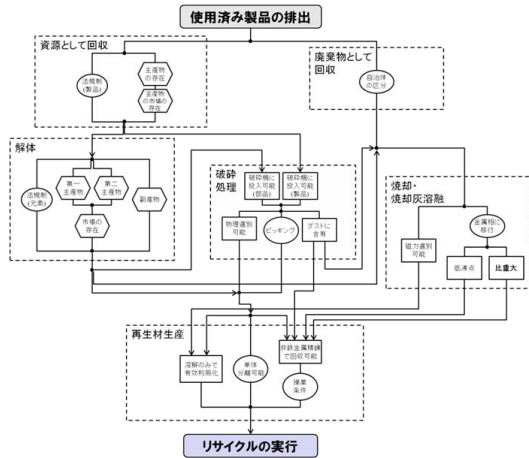 使用済み製品の排出
資源として回収
法規制
(製品)
主産物
の存在
主産物
の市場の
存在
廃棄物として
回収
自治体
の区分
解体
法規制
(元素)
第一
主産物
第二
主産物
副産物
市場の
存在
破砕
処理
破砕機に
投入可能
(部品)
破砕機に
投入可能
(製品)
物理選別
可能
ピッキング
ダストに
含有
焼却・
焼却灰溶融
磁力選別
可能
金属相に
移行
低沸点
比重大
再生材生産
溶解のみで
有効利用化
単体
分離可能
非鉄金属精錬
で回収可能
操業
条件
リサイクルの実行